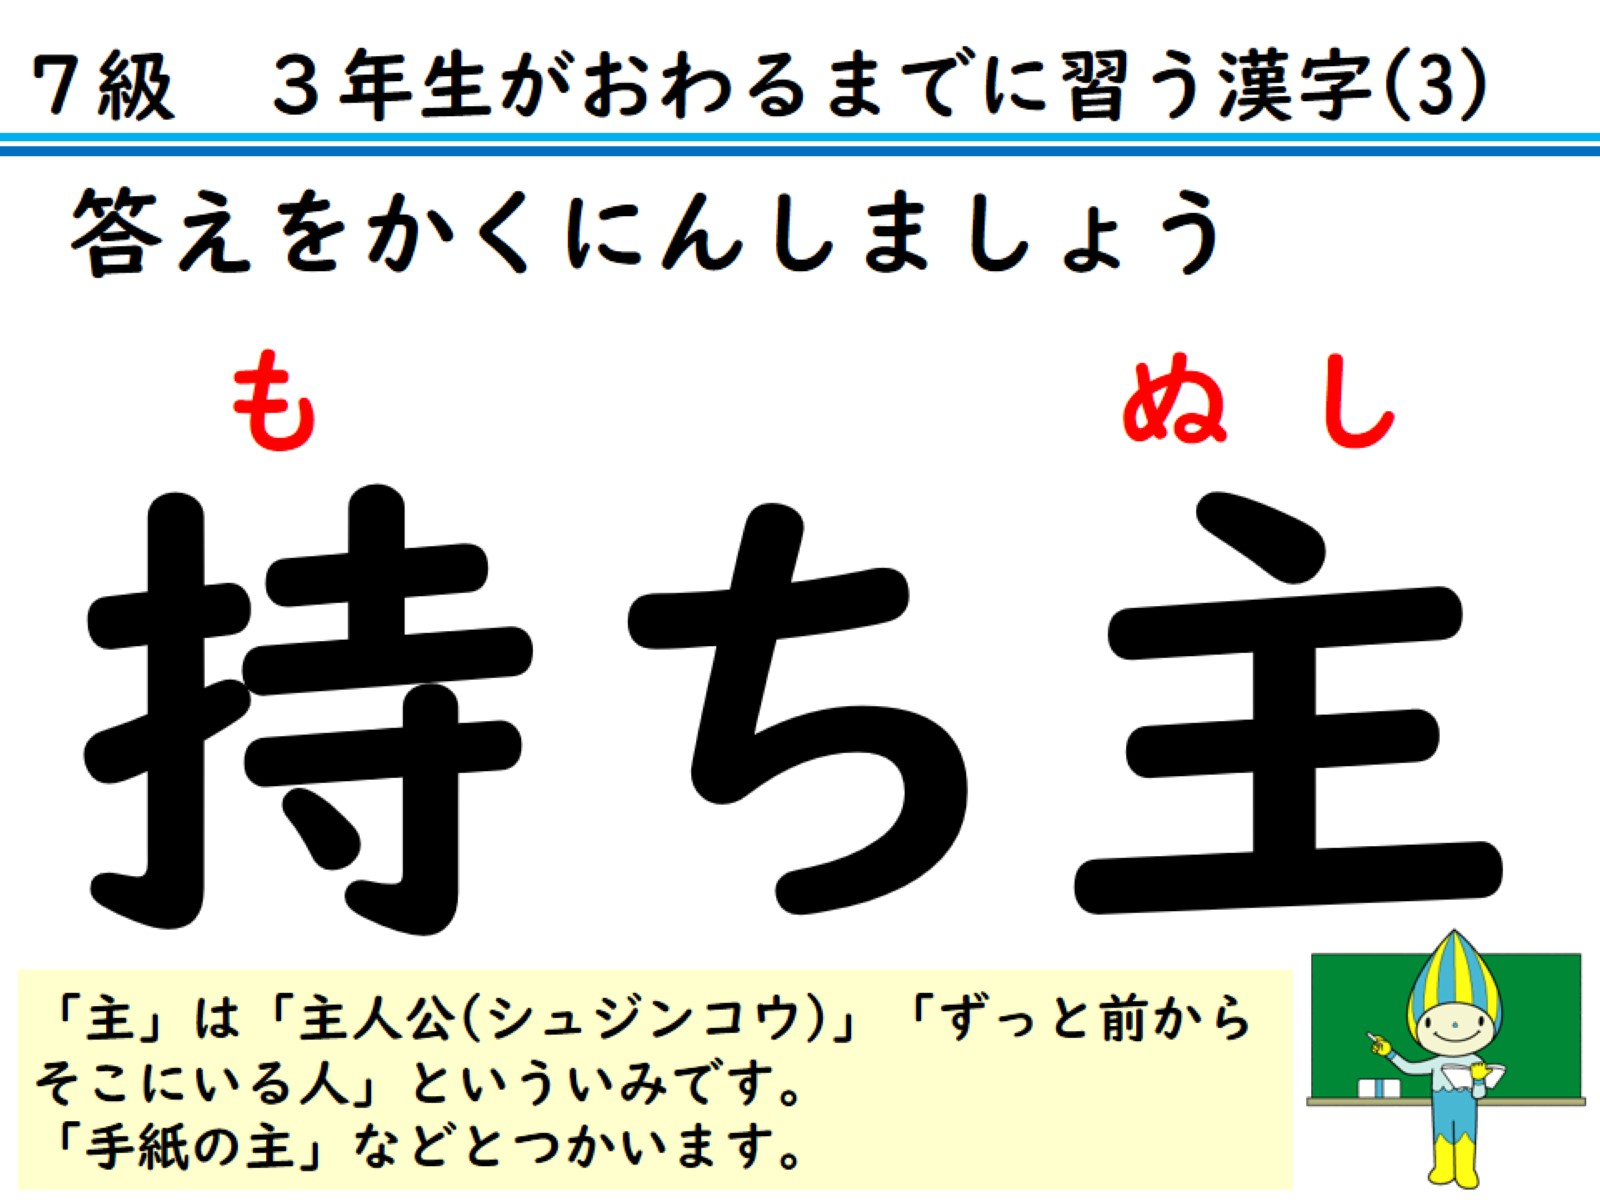 ７級　３年生がおわるまでに習う漢字(3)
答えをかくにんしましょう
も　ぬし
持ち主
「主」は「主人公(シュジンコウ)」「ずっと前から
そこにいる人」といういみです。
「手紙の主」などとつかいます。